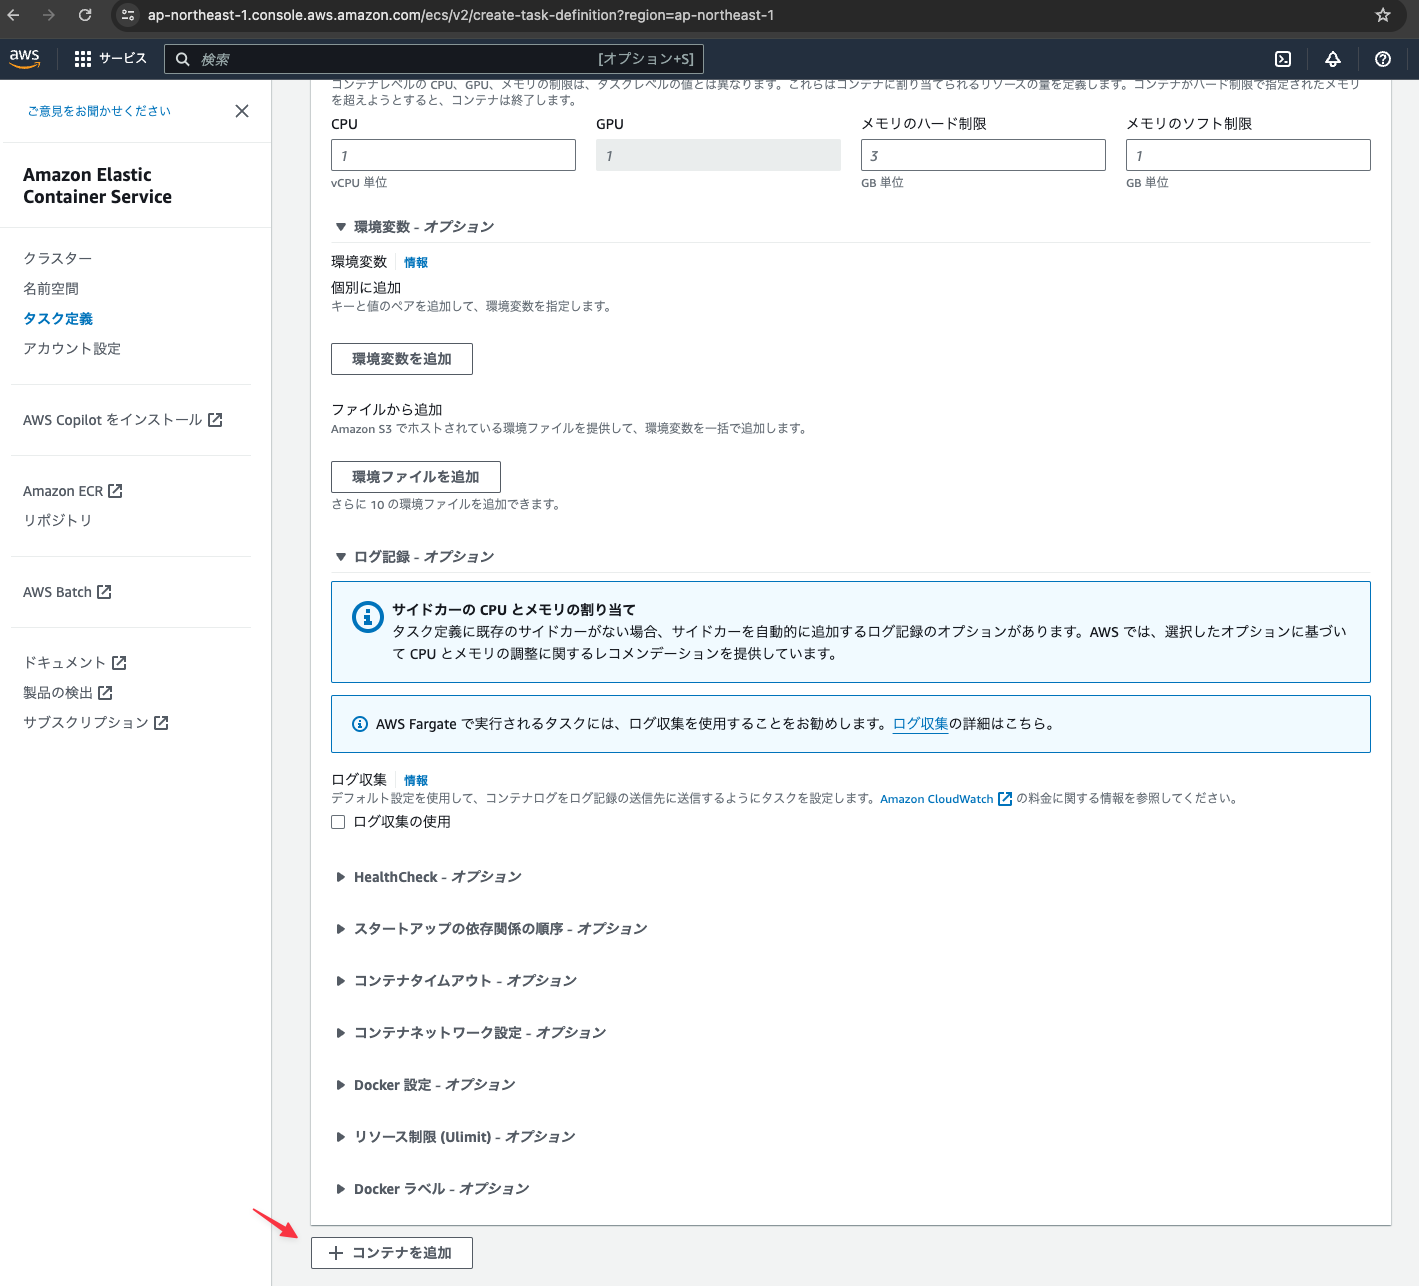 ap-northeast-1.console.aws.amazon.com/ecs/v2/create-task-definition?region=ap-northeast-1
aws
サービス
検索
[オプション+S]
ご意見をお聞かせください
Amazon Elastic
Container Service
クラスター
名前空間
タスク定義
アカウント設定
AWS Copilot をインストール
Amazon ECR
リポジトリ
AWS Batch
ドキュメント
製品の検出
サブスクリプション
コンテナレベルの CPU、GPU、メモリの制限は、タスクレベルの値とは異なります。これらはコンテナに割り当てられるリソースの量を定義します。コンテナがハード制限で指定されたメモリ
を超えようとすると、コンテナは終了します。
CPU
1
vCPU 単位
GPU
1
メモリのハード制限
3
GB 単位
メモリのソフト制限
1
GB 単位
環境変数 - オプション
環境変数 情報
個別に追加
キーと値のペアを追加して、環境変数を指定します。
環境変数を追加
ファイルから追加
Amazon S3 でホストされている環境ファイルを提供して、環境変数を一括で追加します。
環境ファイルを追加
さらに 10 の環境ファイルを追加できます。
ログ記録 - オプション
サイドカーの CPU とメモリの割り当て
タスク定義に既存のサイドカーがない場合、サイドカーを自動的に追加するログ記録のオプションがあります。AWS では、選択したオプションに基づい
て CPU とメモリの調整に関するレコメンデーションを提供しています。
AWS Fargate で実行されるタスクには、ログ収集を使用することをお勧めします。ログ収集の詳細はこちら。
ログ収集 情報
デフォルト設定を使用して、コンテナログをログ記録の送信先に送信するようにタスクを設定します。Amazon CloudWatch の料金に関する情報を参照してください。
ログ収集の使用
HealthCheck - オプション
スタートアップの依存関係の順序 - オプション
コンテナタイムアウト - オプション
コンテナネットワーク設定 - オプション
Docker 設定 - オプション
リソース制限 (Ulimit) - オプション
Docker ラベル - オプション
コンテナを追加